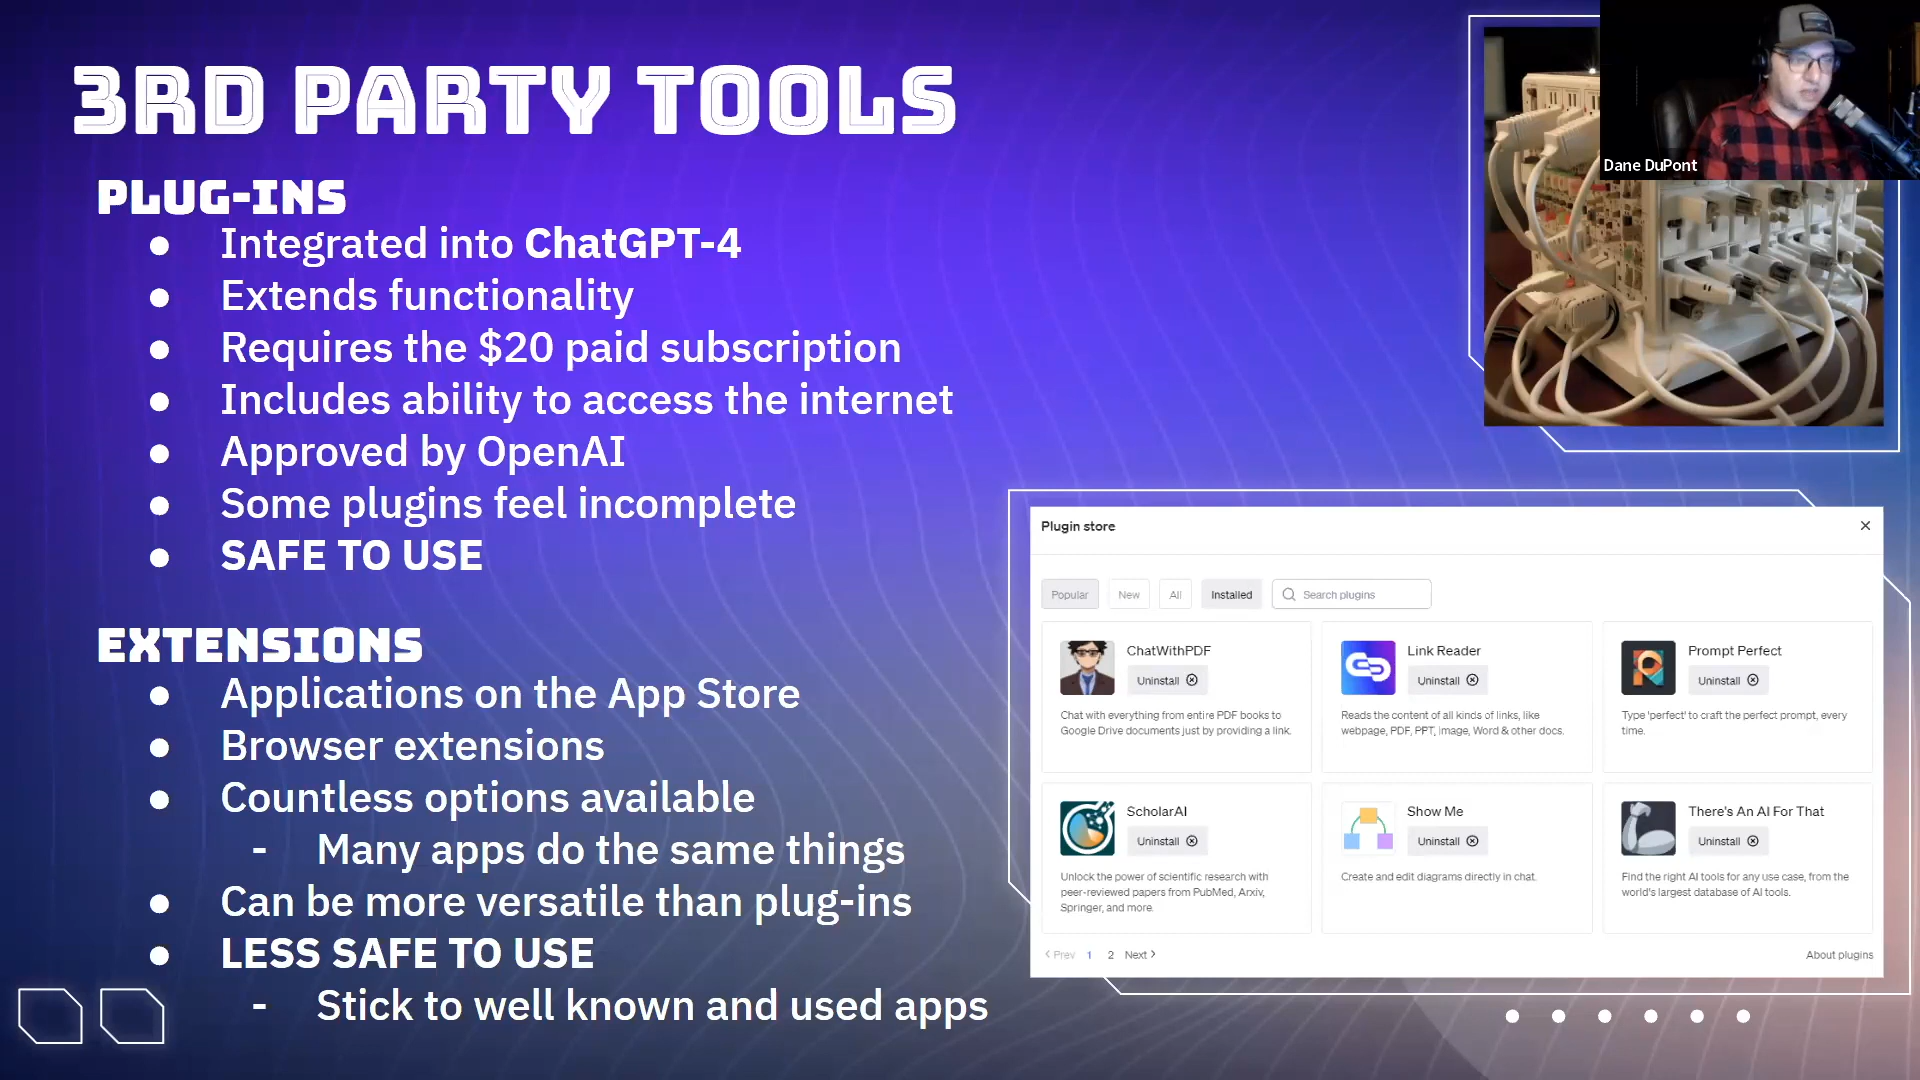 3RD PARTY TOOLS
PLUG-INS
● Integrated into ChatGPT-4
● Extends functionality
● Requires the $20 paid subscription
● Includes ability to access the internet
● Approved by OpenAI
● Some plugins feel incomplete
● SAFE TO USE
EXTENSIONS
● Applications on the App Store
● Browser extensions
● Countless options available
- Many apps do the same things
● Can be more versatile than plug-ins
● LESS SAFE TO USE
- Stick to well known and used apps
Dane DuPont
Plugin store
Popular New All Installed Search plugins
ChatWithPDF
Uninstall
Chat with everything from entire PDF books to
Google Drive documents just by providing a link.
Link Reader
Uninstall
Reads the content of all kinds of links, like
webpage, PDF, PPT, image, Word & other docs.
Prompt Perfect
Uninstall
Type 'perfect' to craft the perfect prompt, every
time.
ScholarAI
Uninstall
Unlock the power of scientific research with
peer-reviewed papers from PubMed, Arxiv,
Springer, and more.
Show Me
Uninstall
Create and edit diagrams directly in chat.
There's An AI For That
Uninstall
Find the right AI tools for any use case, from the
world's largest database of AI tools.
Prev 1 2 Next
About plugins